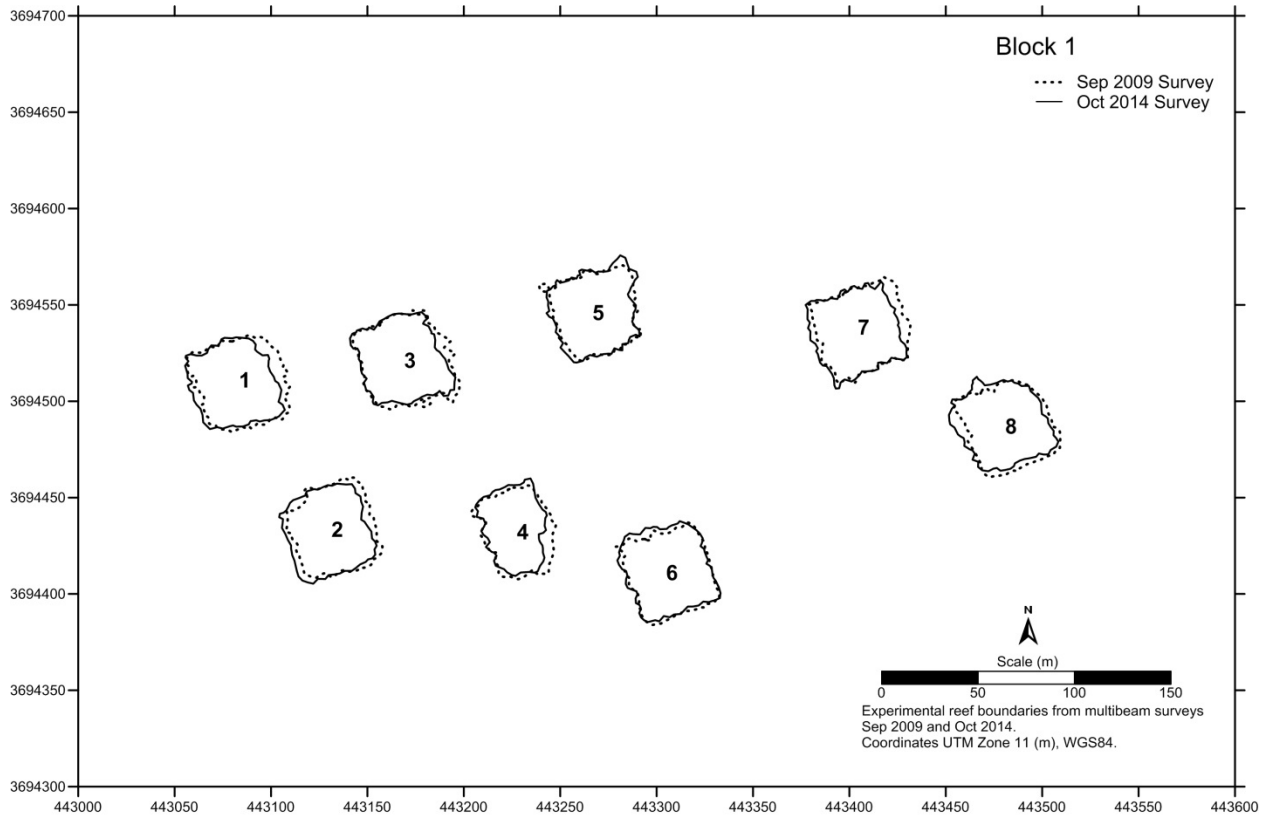 3694700
Block 1
Sep 2009 Survey
Oct 2014 Survey
3694650
3694600
3694550
3694500
3694450
3694400
3694350
3694300
1
2
3
4
5
6
7
8
N
Scale (m)
0 50 100 150
Experimental reef boundaries from multibeam surveys
Sep 2009 and Oct 2014.
Coordinates UTM Zone 11 (m), WGS84.
443000 443050 443100 443150 443200 443250 443300 443350 443400 443450 443500 443550 443600